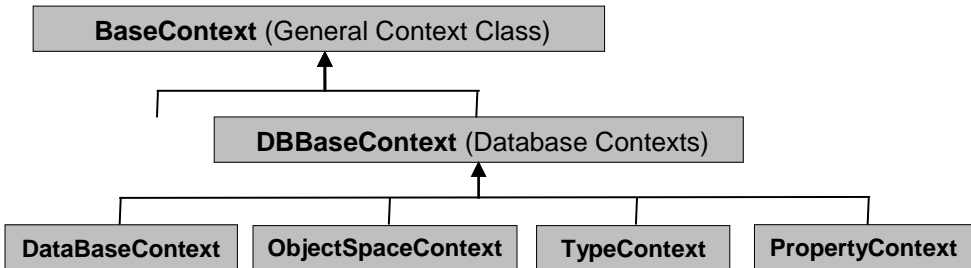 BaseContext (General Context Class)
DBBaseContext (Database Contexts)
DataBaseContext
ObjectSpaceContext
TypeContext
PropertyContext